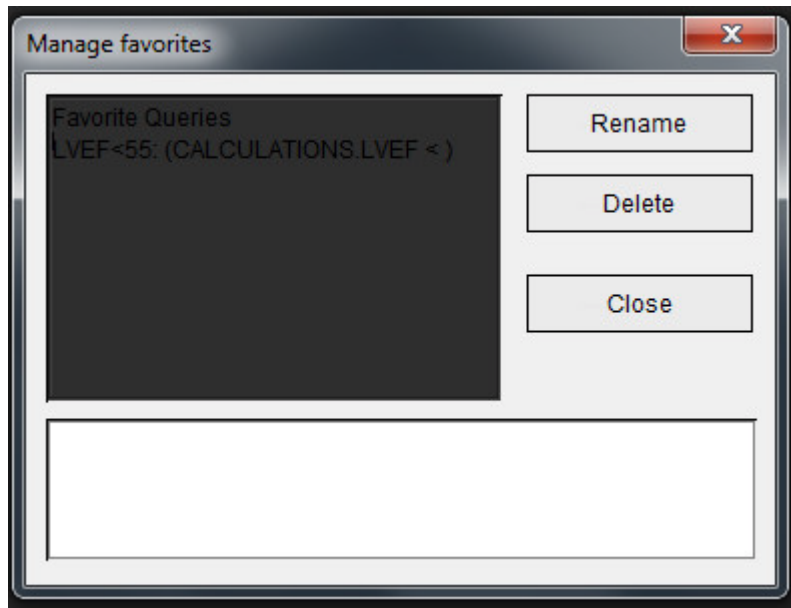 Manage favorites
Favorite Queries
LVEF<55: (CALCULATIONS.LVEF < )
Rename
Delete
Close